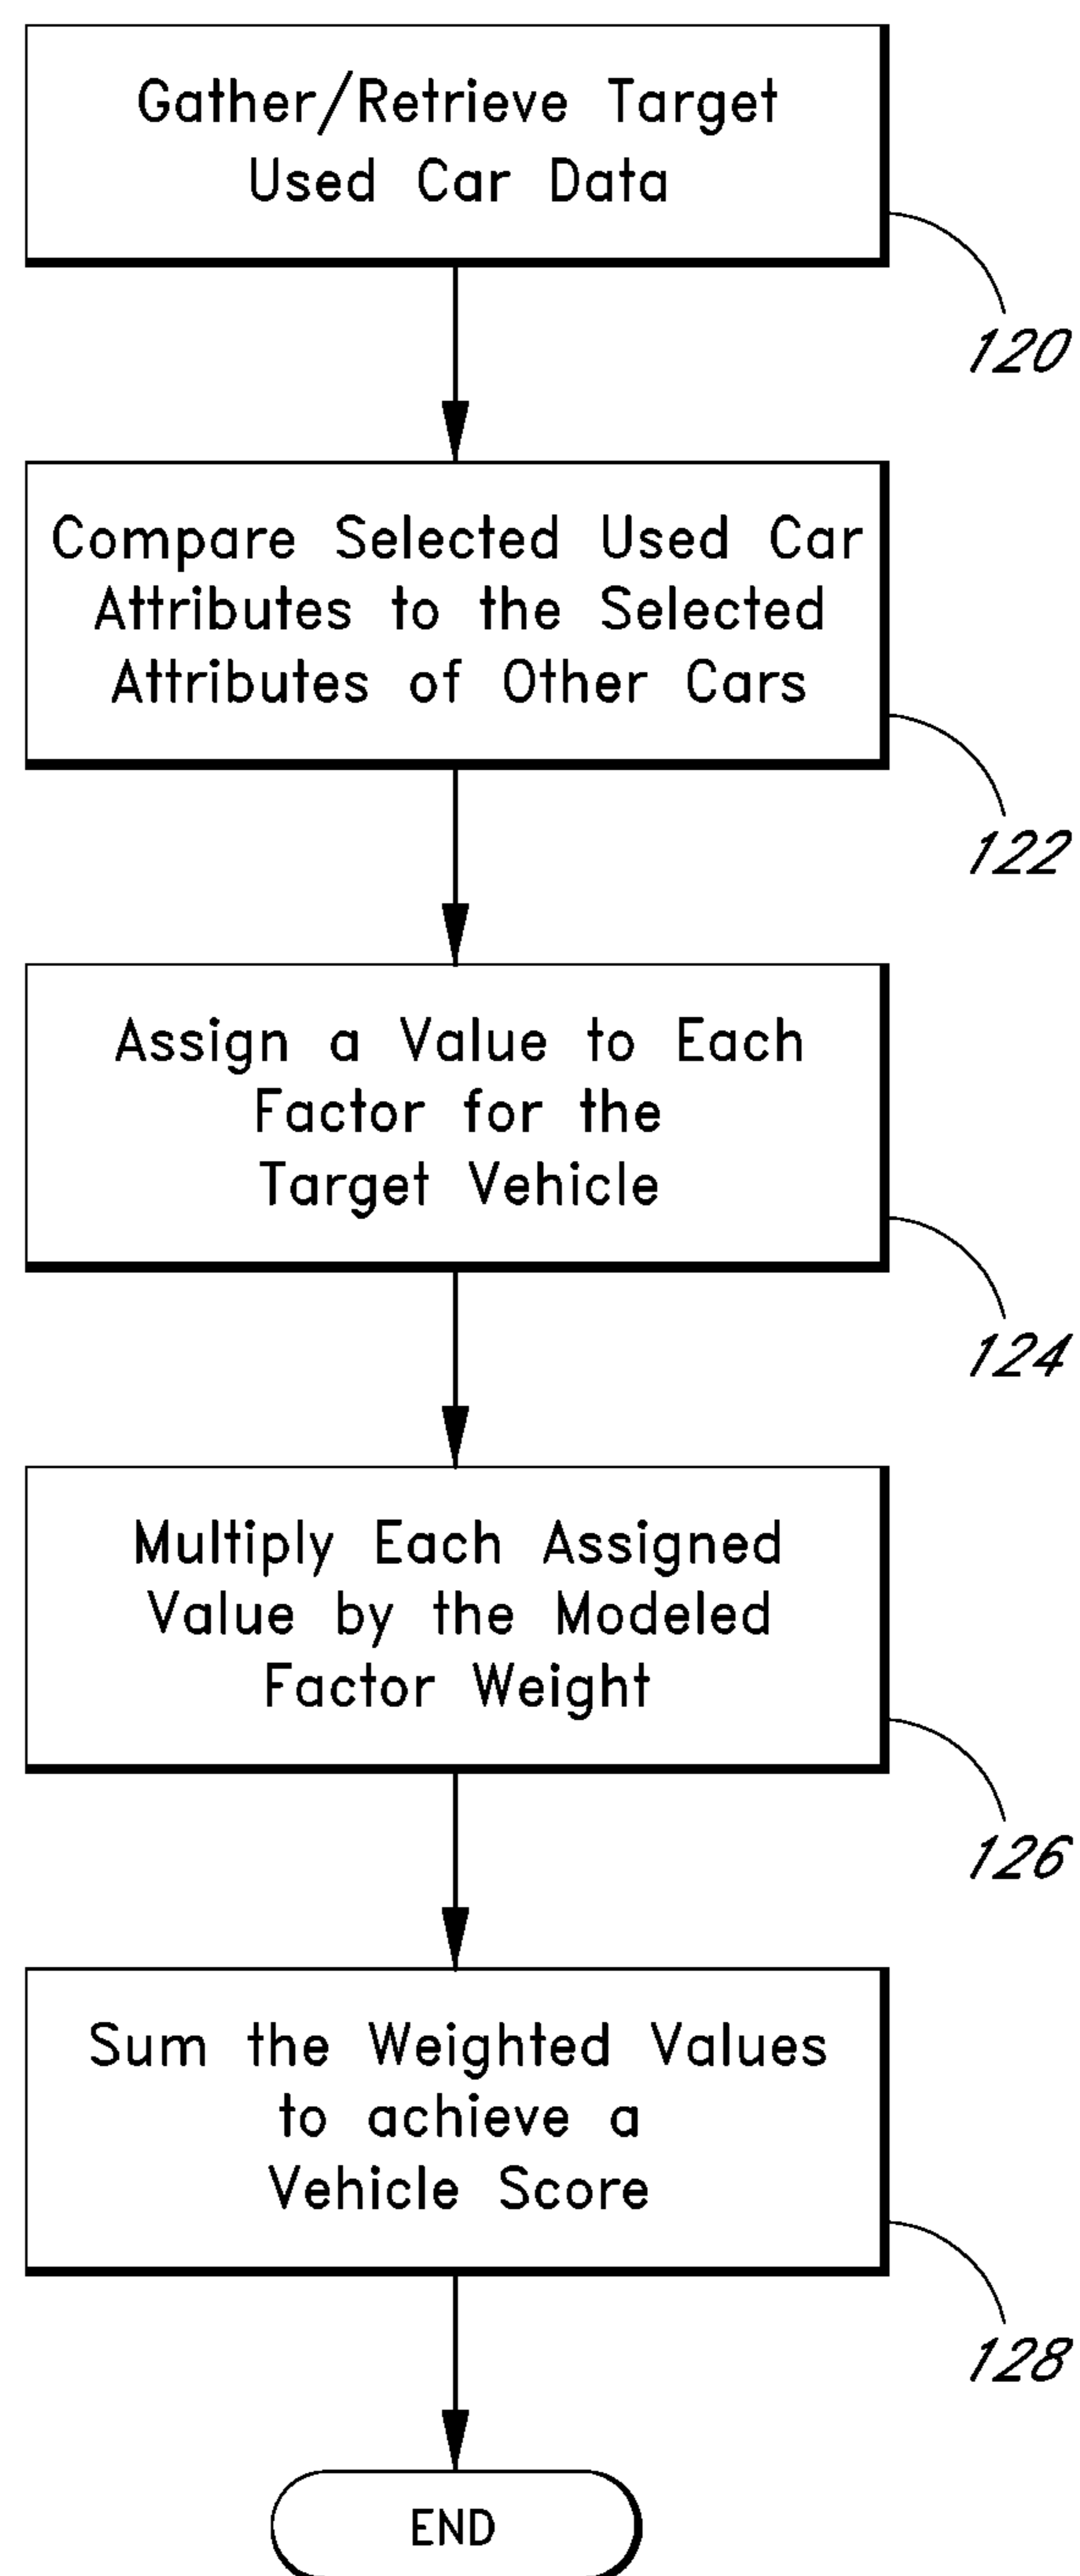 Gather/Retrieve Target
Used Car Data
120
Compare Selected Used Car
Attributes to the Selected
Attributes of Other Cars
122
Assign a Value to Each
Factor for the
Target Vehicle
124
Multiply Each Assigned
Value by the Modeled
Factor Weight
126
Sum the Weighted Values
to achieve a
Vehicle Score
128
END